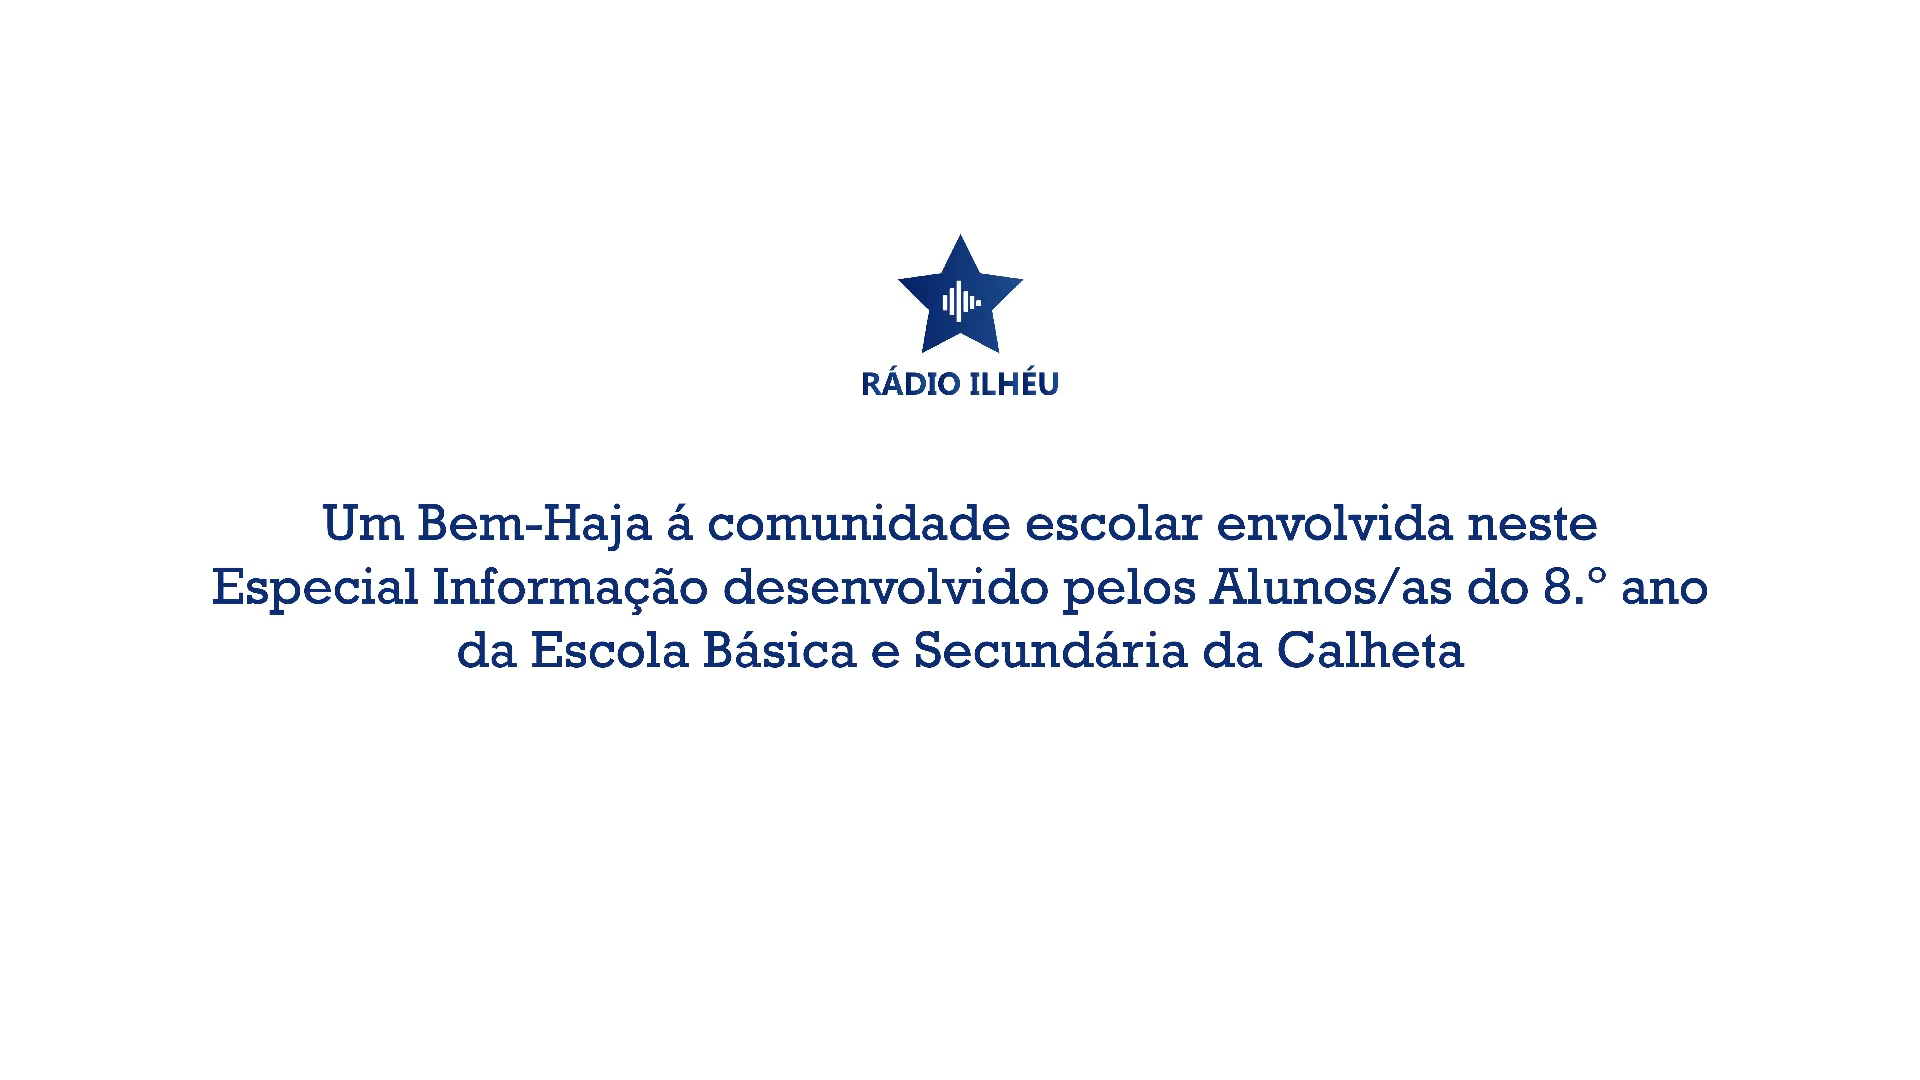 RÁDIO ILHÉU
Um Bem-Haja á comunidade escolar envolvida neste
Especial Informação desenvolvido pelos Alunos/as do 8.º ano
da Escola Básica e Secundária da Calheta